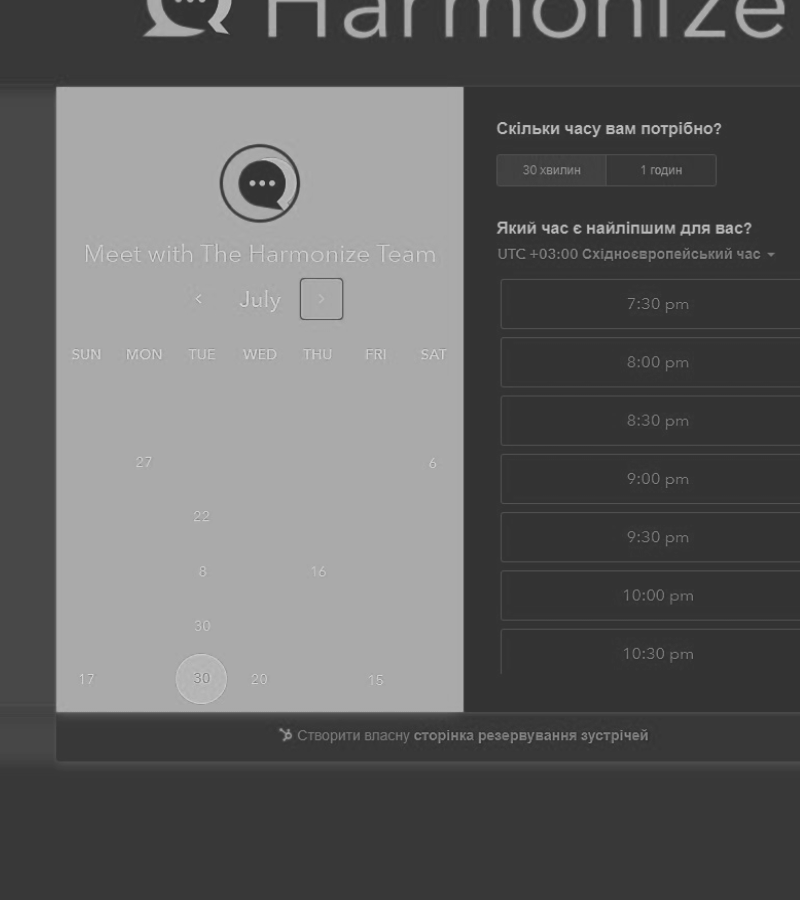 Harmonize
Meet with The Harmonize Team
July
SUN MON TUE WED THU FRI SAT
27 6
22
8 16
30
17 30 20 15
Скільки часу вам потрібно?
30 хвилин 1 годин
Який час є найліпшим для вас?
UTC +03:00 Східноєвропейський час
7:30 pm
8:00 pm
8:30 pm
9:00 pm
9:30 pm
10:00 pm
10:30 pm
Створити власну сторінка резервування зустрічей